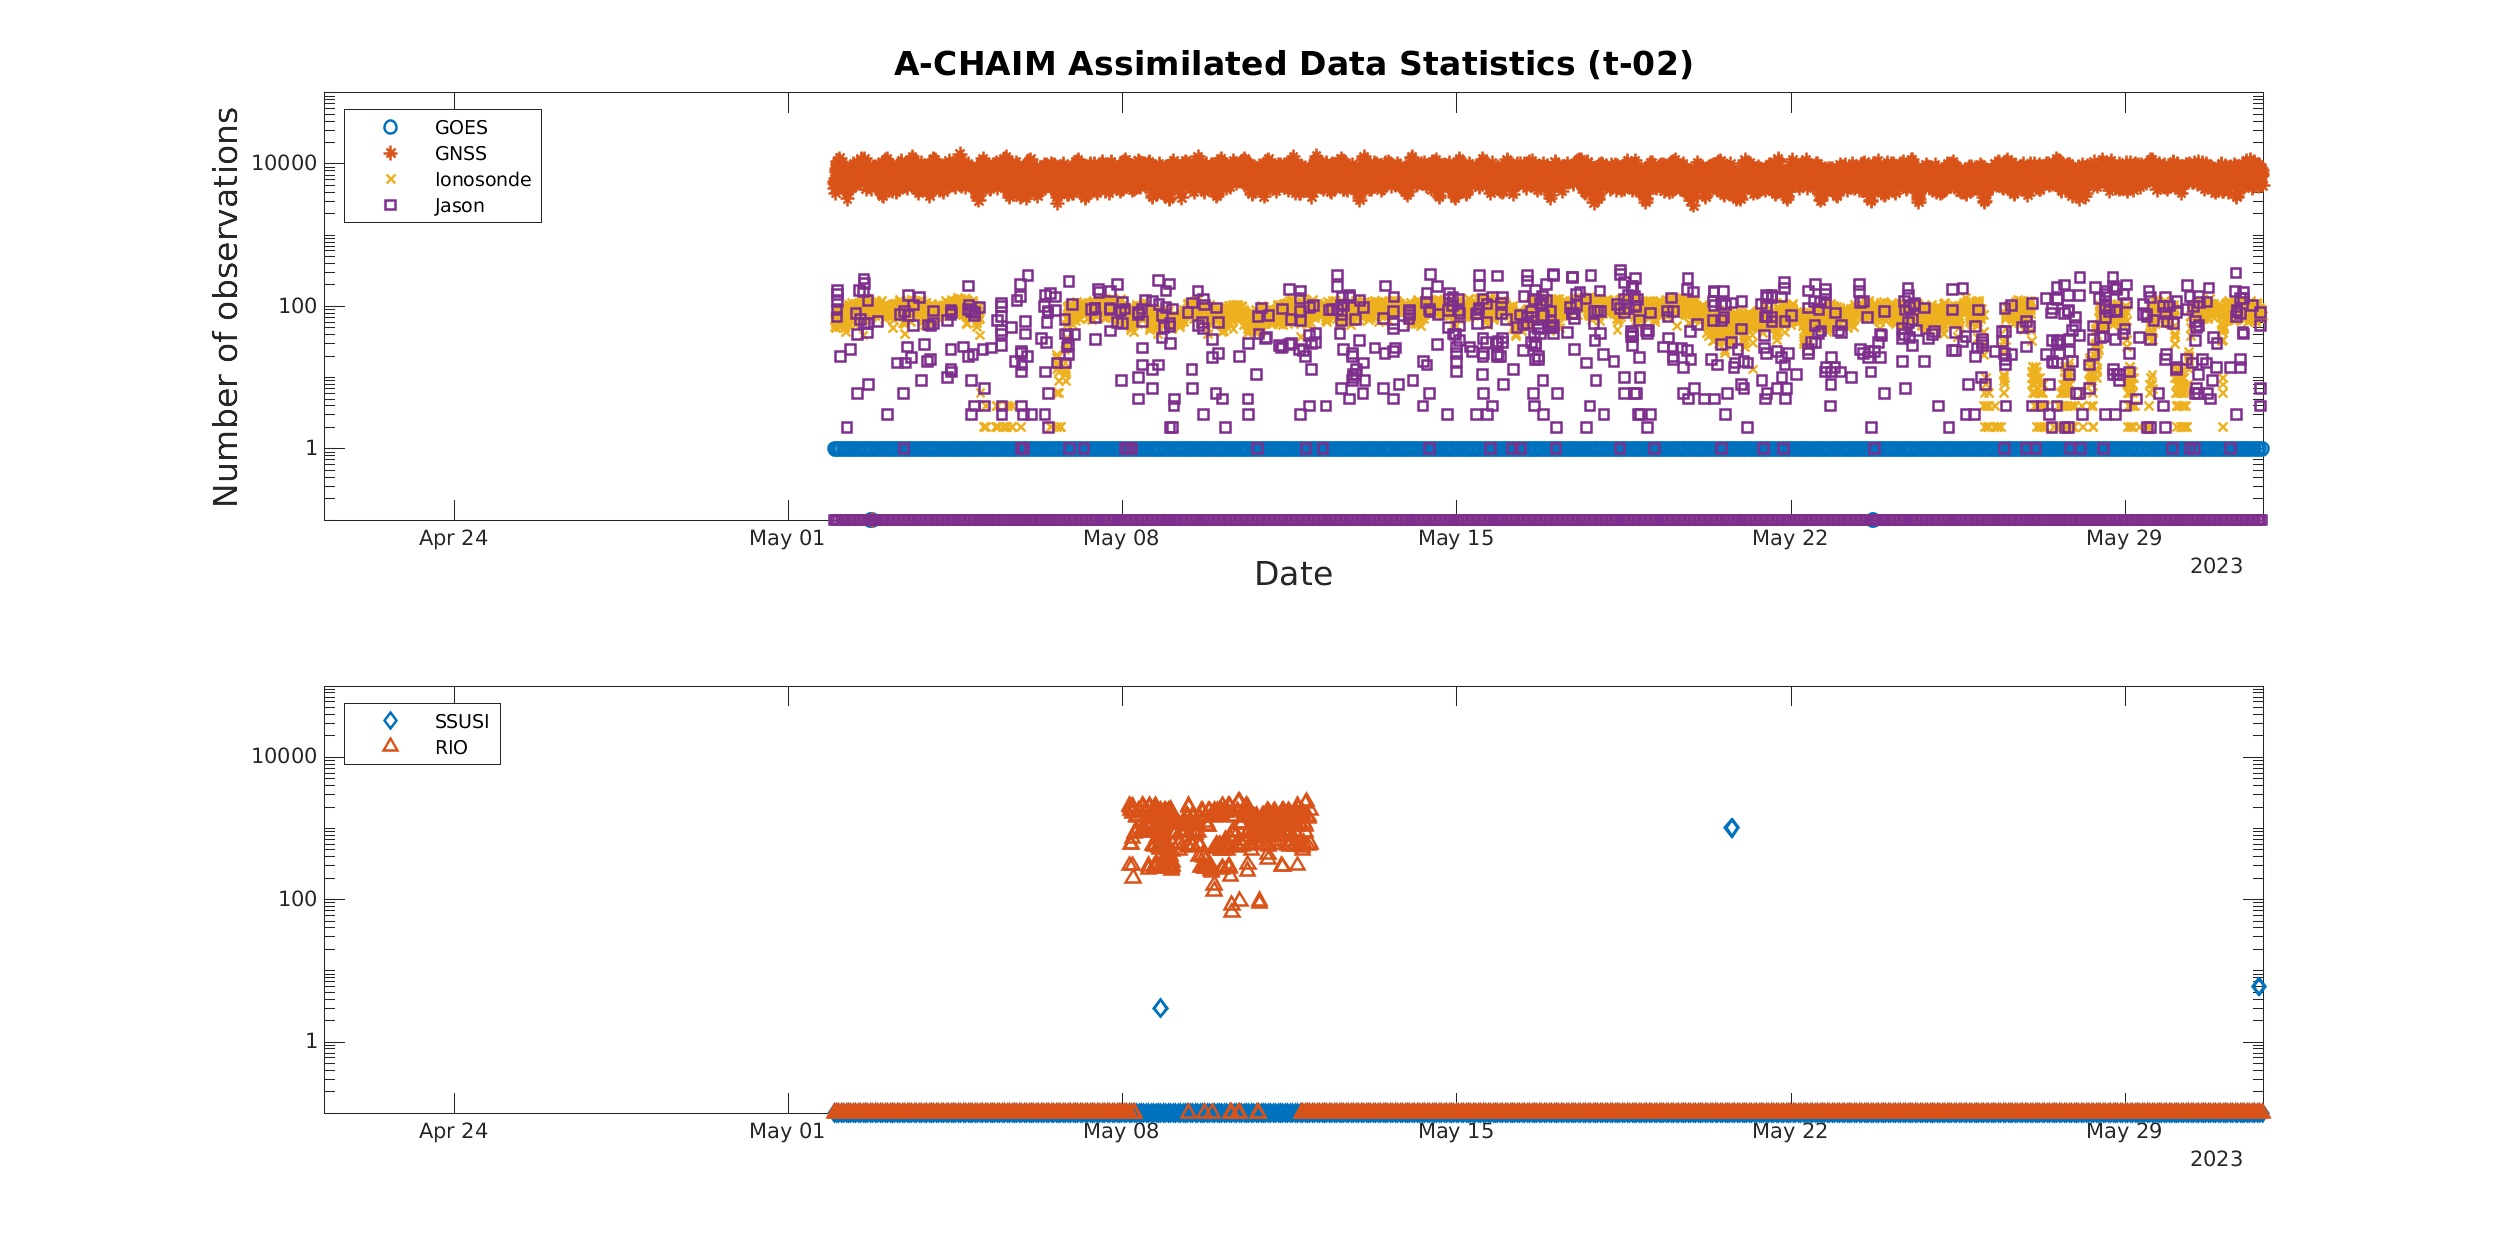 A-CHAIM Assimilated Data Statistics (t-02)
Number of observations
GOES
GNSS
Ionosonde
Jason
10000
100
1
Apr 24 May 01 May 08 May 15 May 22 May 29
2023
Date
SSUSI
RIO
10000
100
1
Apr 24 May 01 May 08 May 15 May 22 May 29
2023